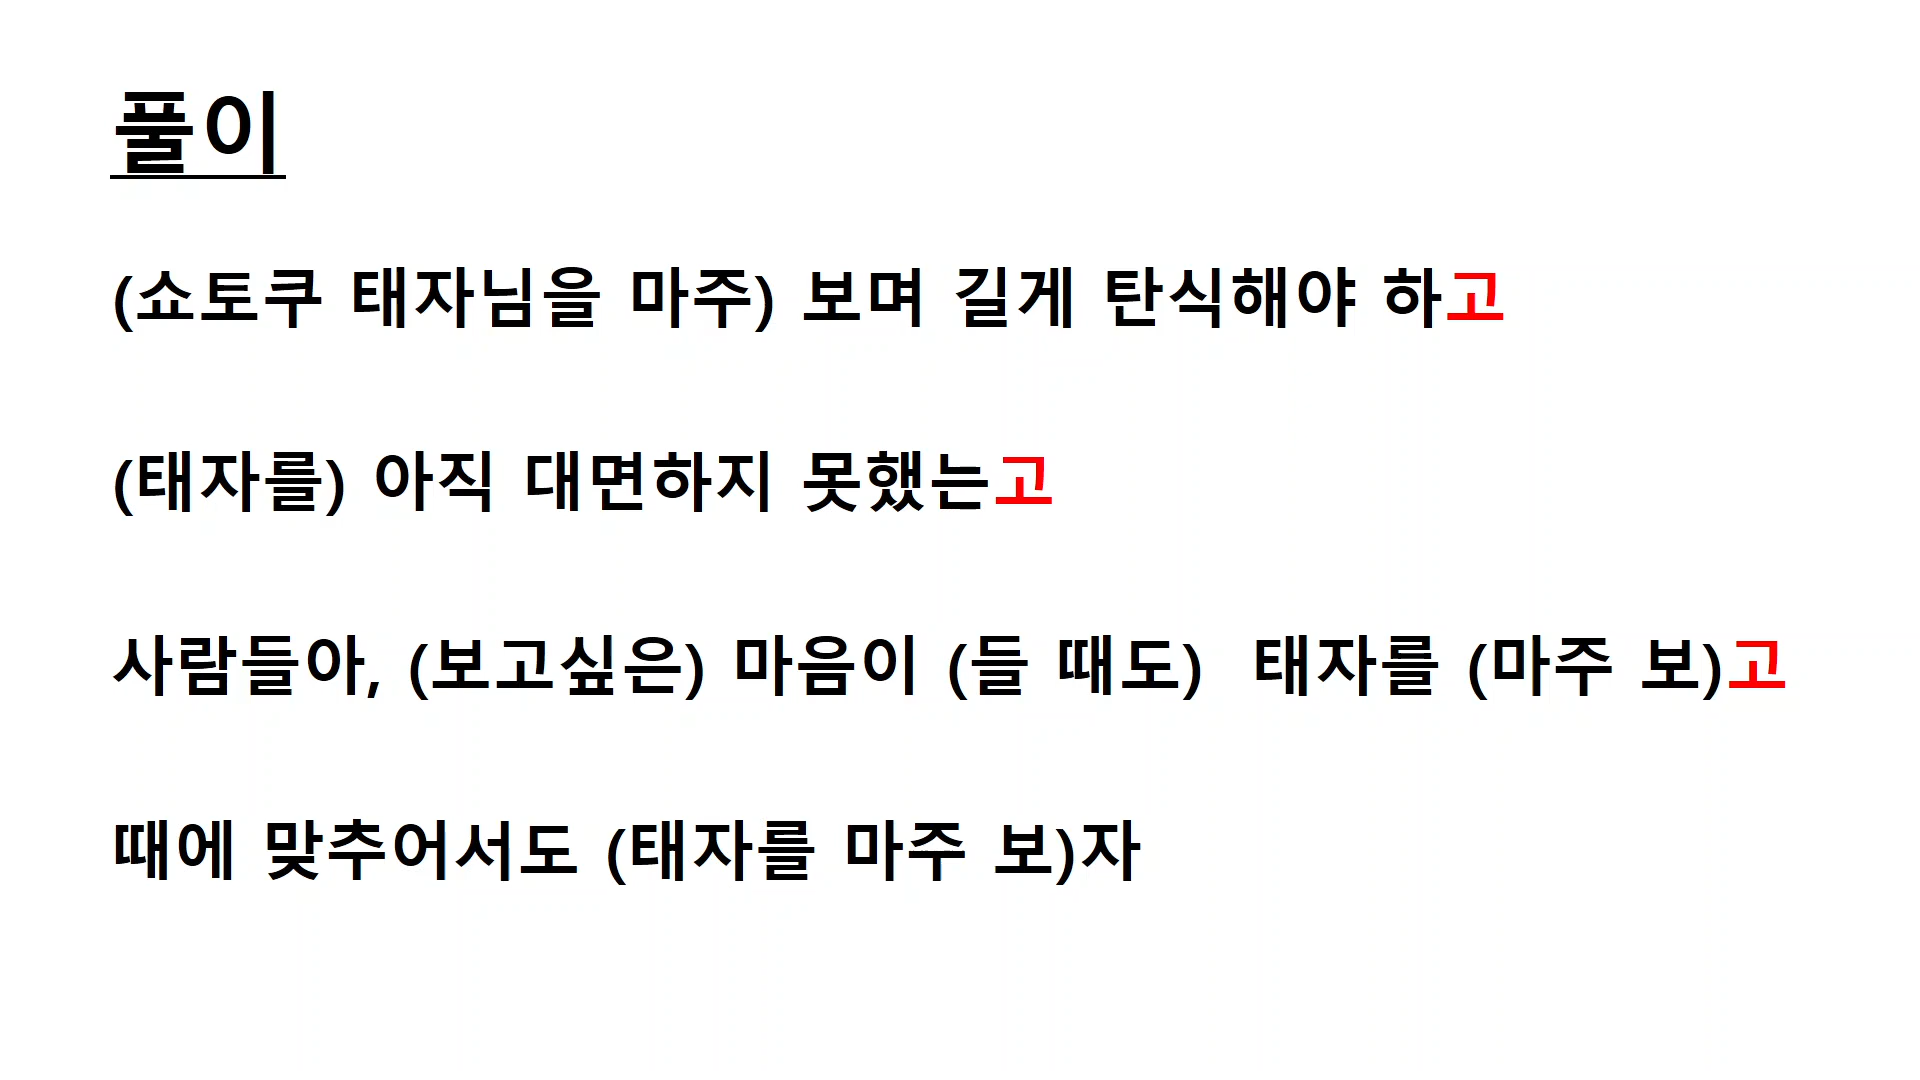 풀이
(쇼토쿠 태자님을 마주) 보며 길게 탄식해야 하고
(태자를) 아직 대면하지 못했는고
사람들아, (보고싶은) 마음이 (들 때도) 태자를 (마주 보)고
때에 맞추어서도 (태자를 마주 보)자